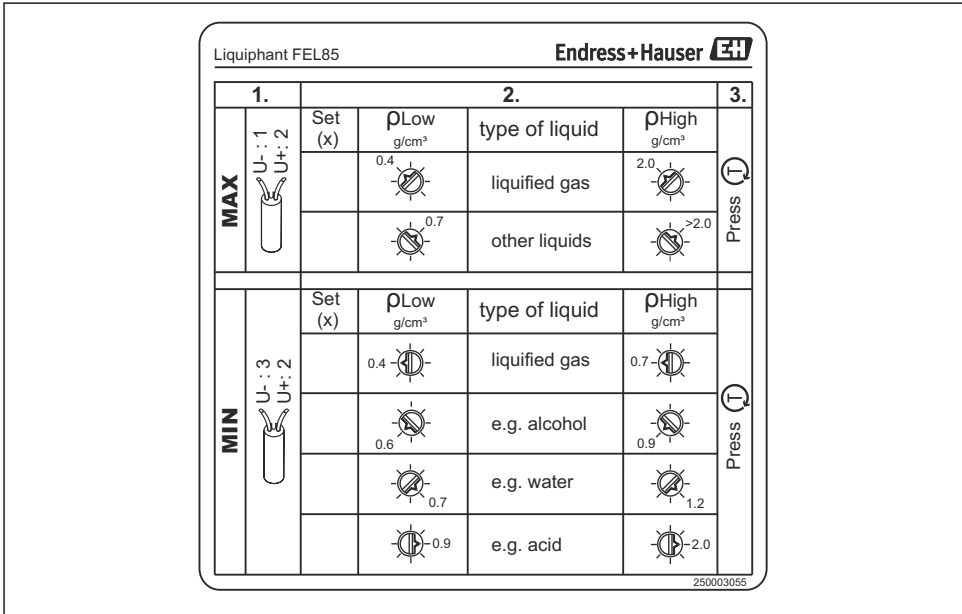 Liquiphant FEL85
Endress+Hauser EH
1. 2. 3.
MAX
U- : 1
U+: 2
Set (x) ρLow g/cm³ type of liquid ρHigh g/cm³
0.4 liquified gas 2.0
0.7 other liquids >2.0
Press T
MIN
U- : 3
U+: 2
Set (x) ρLow g/cm³ type of liquid ρHigh g/cm³
0.4 liquified gas 0.7
0.6 e.g. alcohol 0.9
0.7 e.g. water 1.2
0.9 e.g. acid 2.0
Press T
250003055